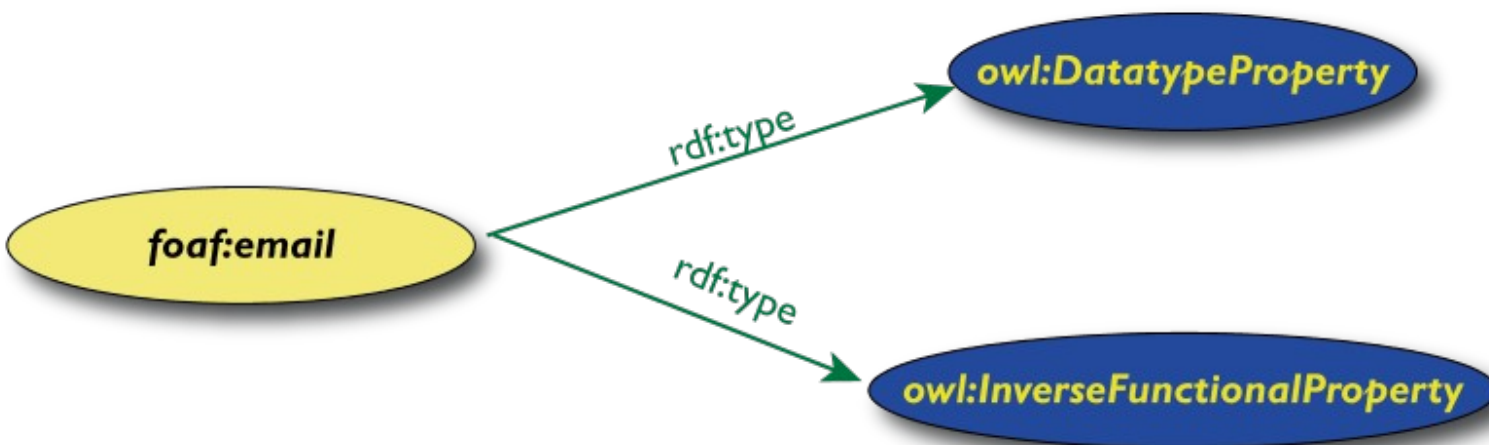 owl:DatatypeProperty
rdf:type
foaf:email
rdf:type
owl:InverseFunctionalProperty